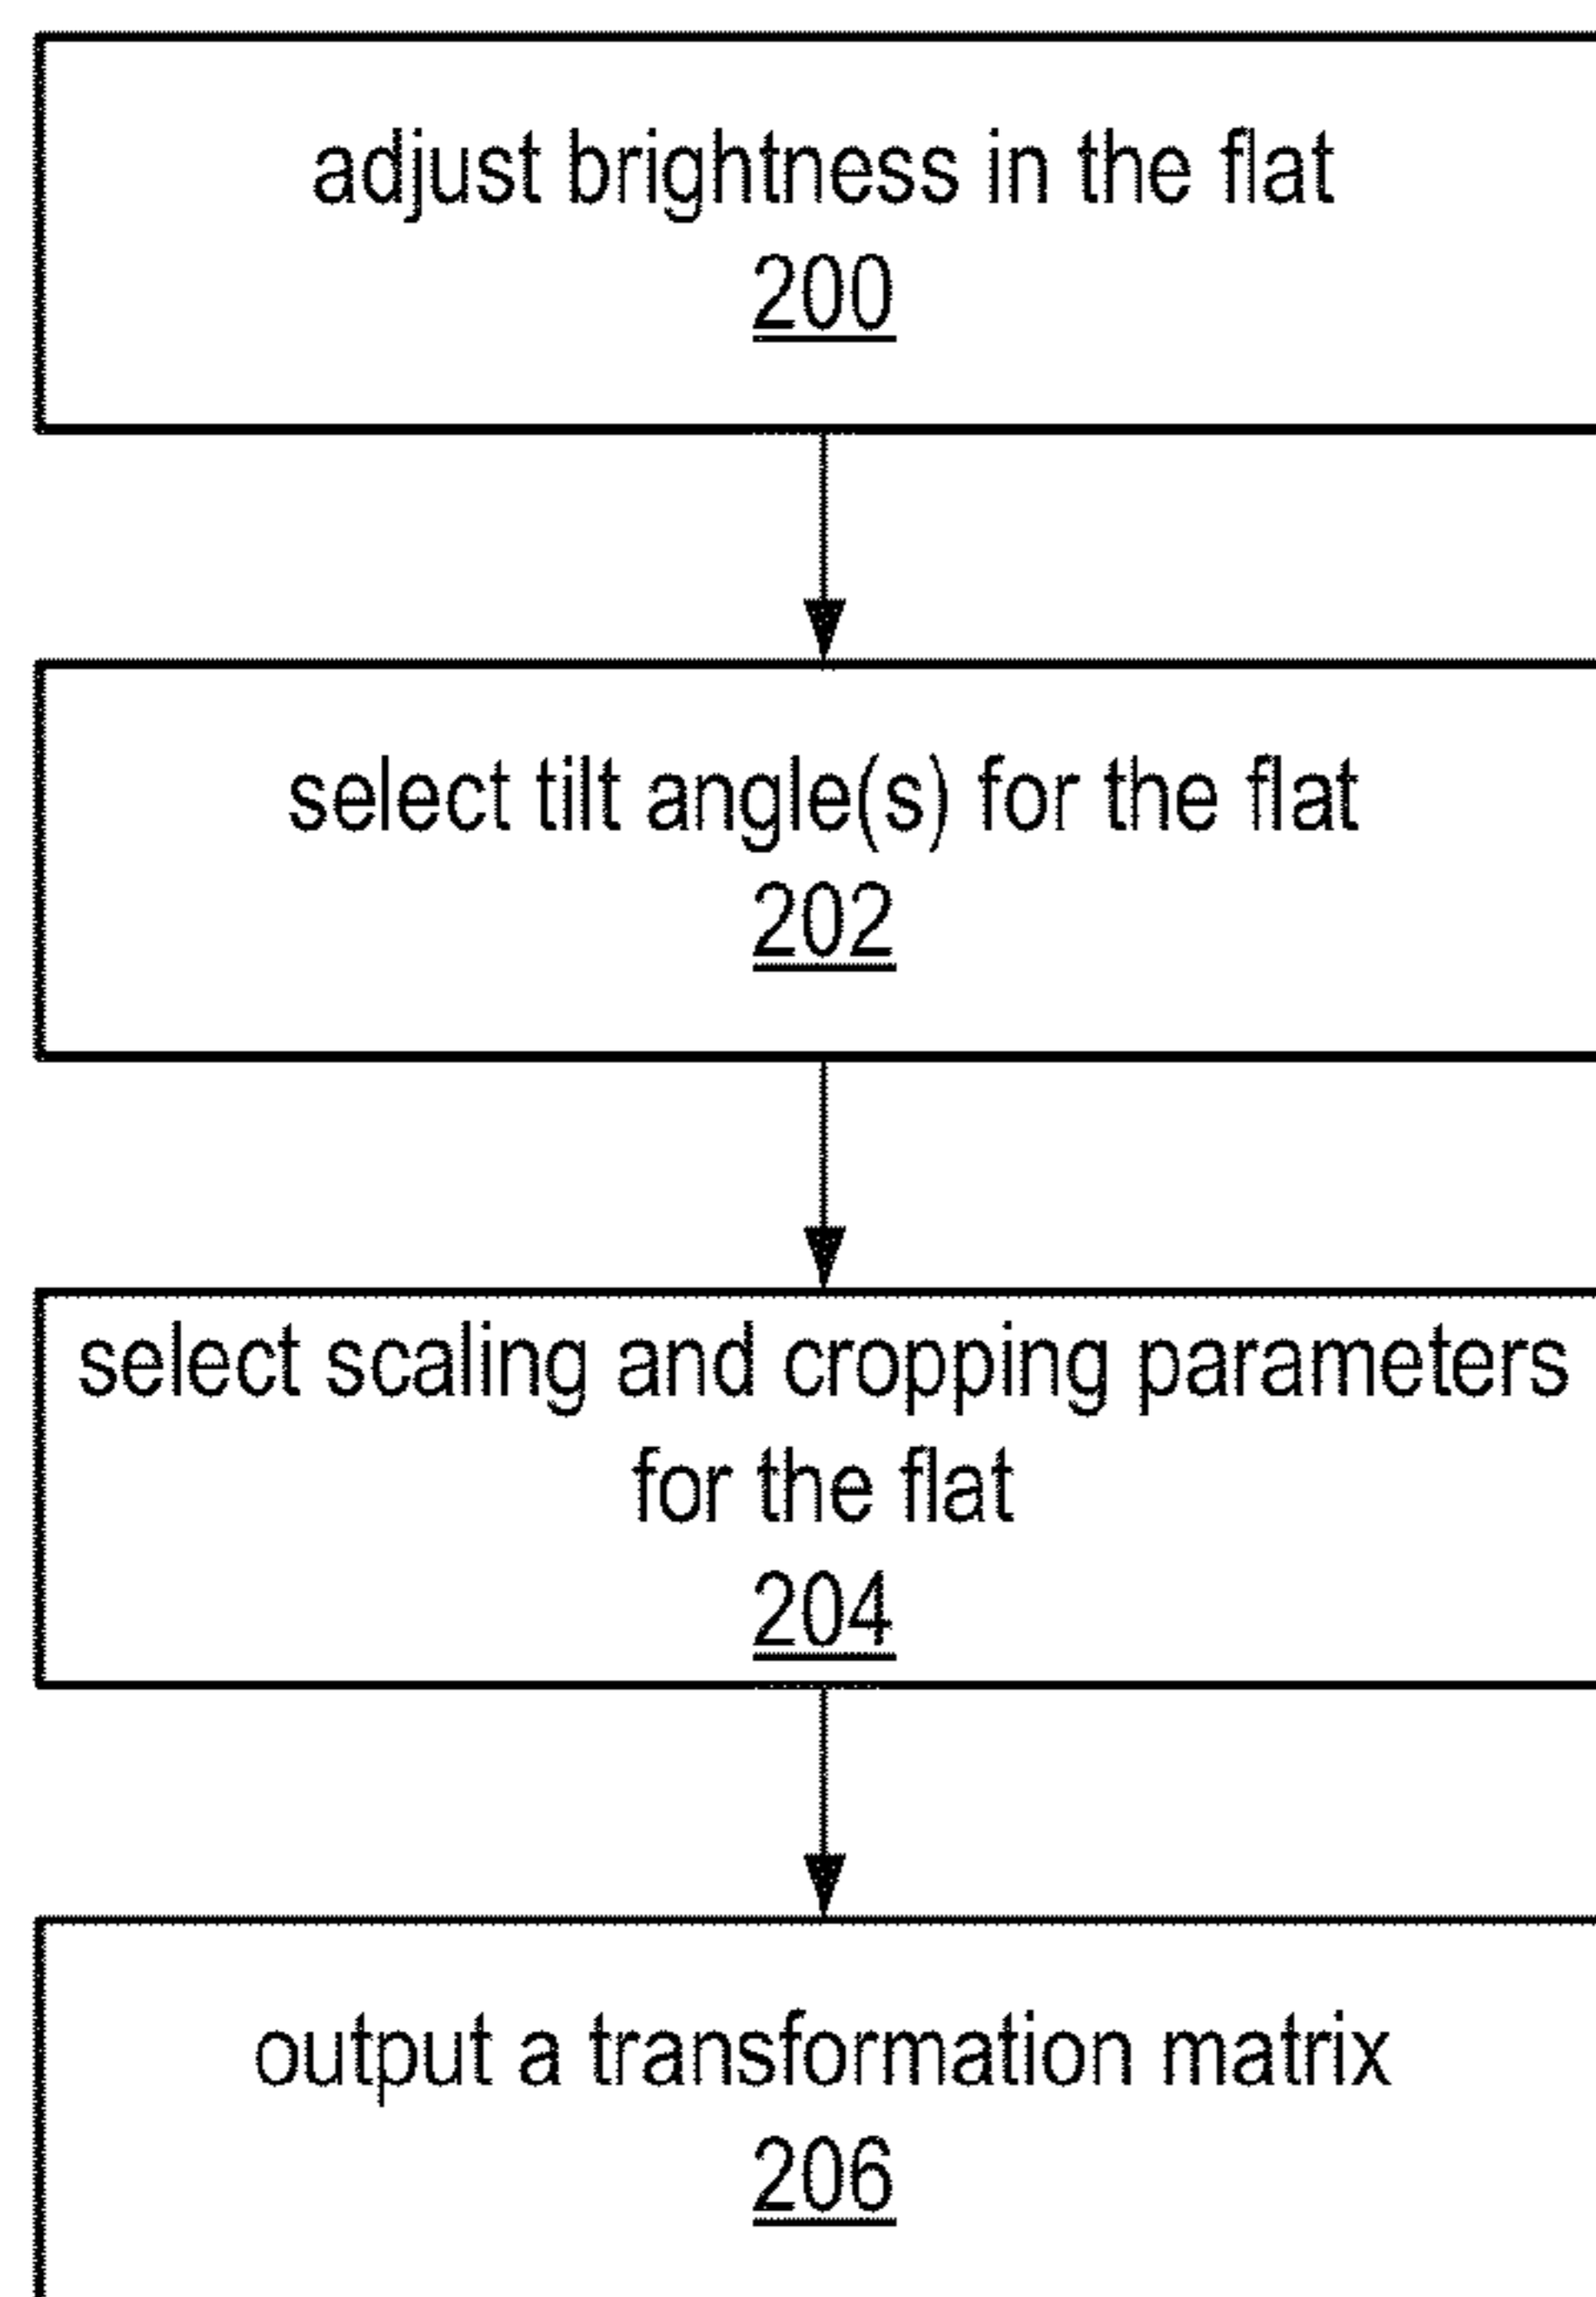 adjust brightness in the flat
200
select tilt angle(s) for the flat
202
select scaling and cropping parameters
for the flat
204
output a transformation matrix
206